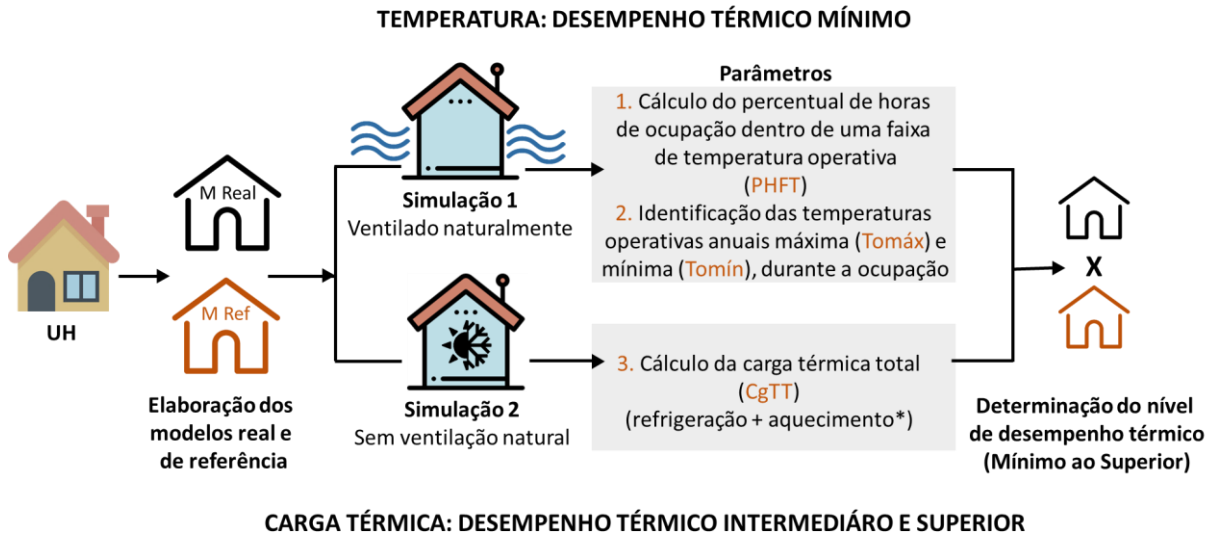 TEMPERATURA: DESEMPENHO TÉRMICO MÍNIMO
UH
M Real
M Ref
Elaboração dos
modelos real e
de referência
Simulação 1
Ventilado naturalmente
Simulação 2
Sem ventilação natural
Parâmetros
1. Cálculo do percentual de horas
de ocupação dentro de uma faixa
de temperatura operativa
(PHFT)
2. Identificação das temperaturas
operativas anuais máxima (Tomáx) e
mínima (Tomín), durante a ocupação
3. Cálculo da carga térmica total
(CgTT)
(refrigeração + aquecimento*)
X
Determinação do nível
de desempenho térmico
(Mínimo ao Superior)
CARGA TÉRMICA: DESEMPENHO TÉRMICO INTERMEDIÁRO E SUPERIOR